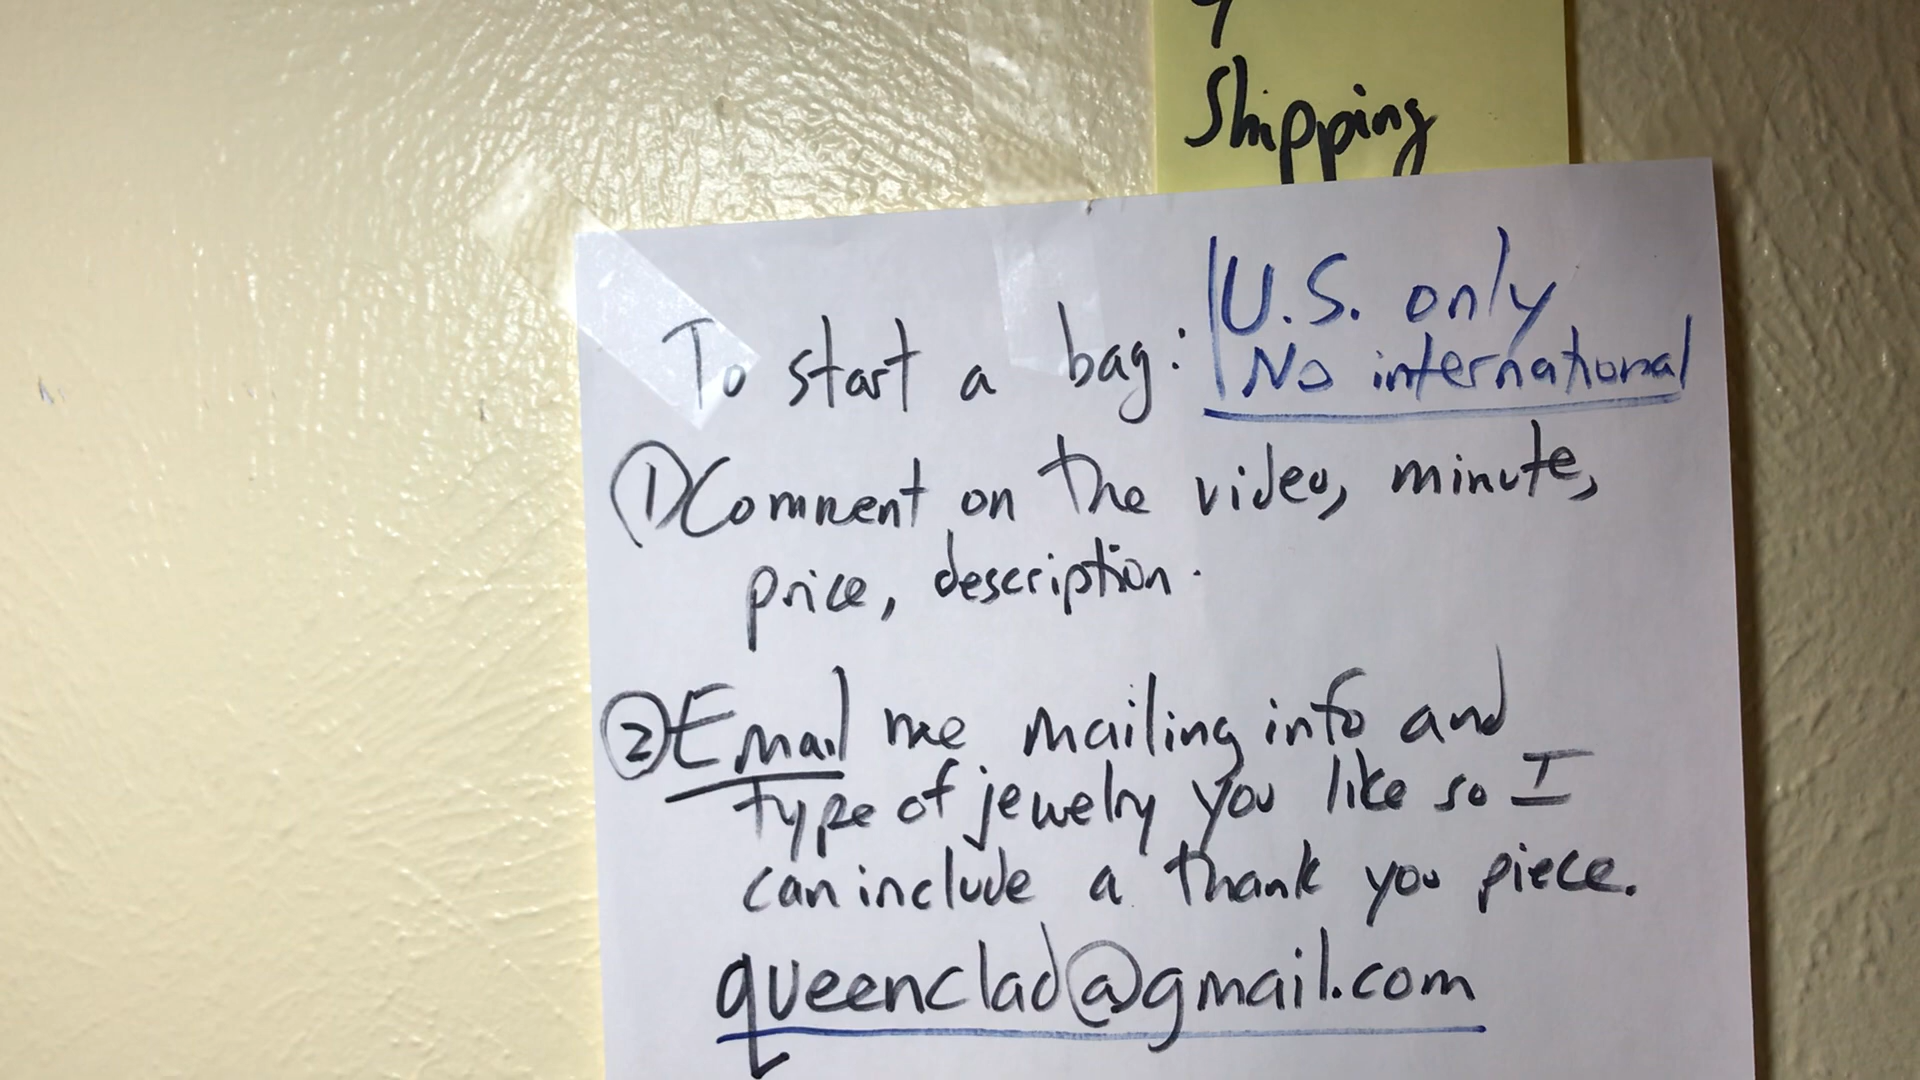 Shipping
To start a bag: U.S. only
No international
① Comment on the video, minute,
price, description.
② Email me mailing info and
type of jewelry you like so I
can include a thank you piece.
queenclad@gmail.com